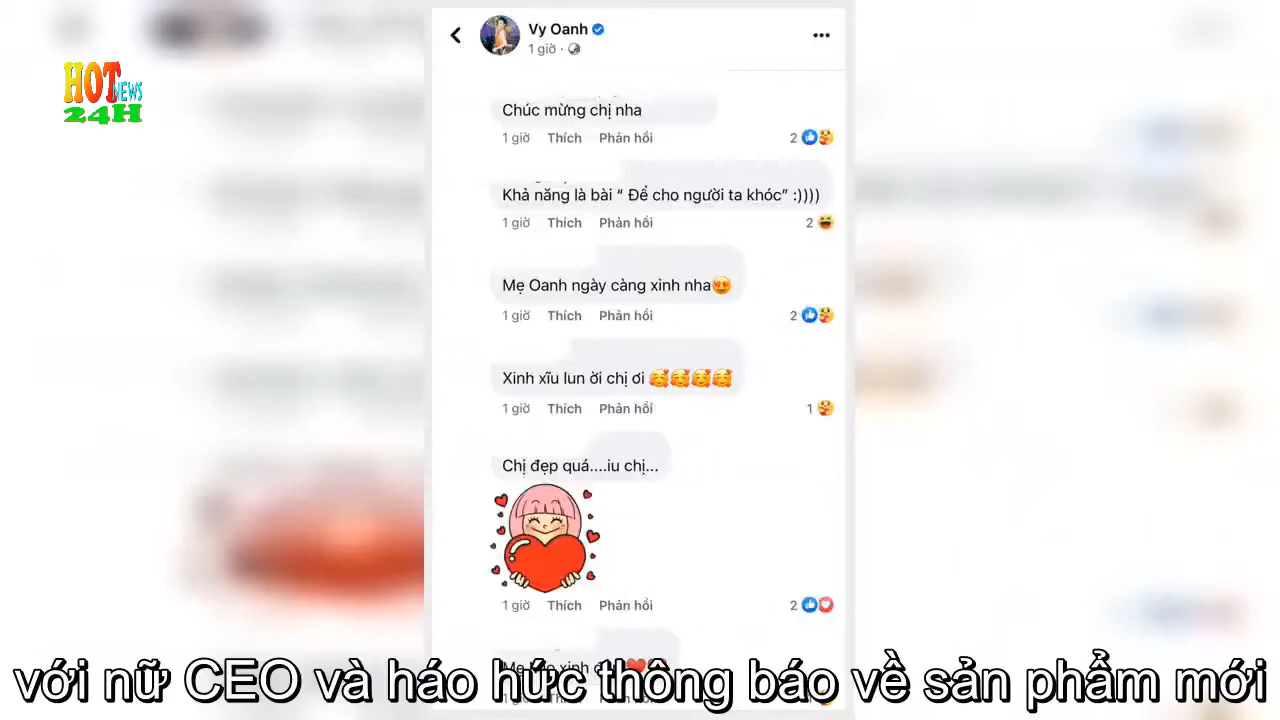 Vy Oanh
1 giờ ·
HOT NEWS
24H
Chúc mừng chị nha
1 giờ Thích Phản hồi 2
Khả năng là bài “ Để cho người ta khóc” :))))
1 giờ Thích Phản hồi 2
Mẹ Oanh ngày càng xinh nha😍
1 giờ Thích Phản hồi 2
Xinh xĩu lun ời chị ơi 🥰🥰🥰🥰
1 giờ Thích Phản hồi 1
Chị đẹp quá....iu chị...
1 giờ Thích Phản hồi 2
với nữ CEO và háo hức thông báo về sản phẩm mới